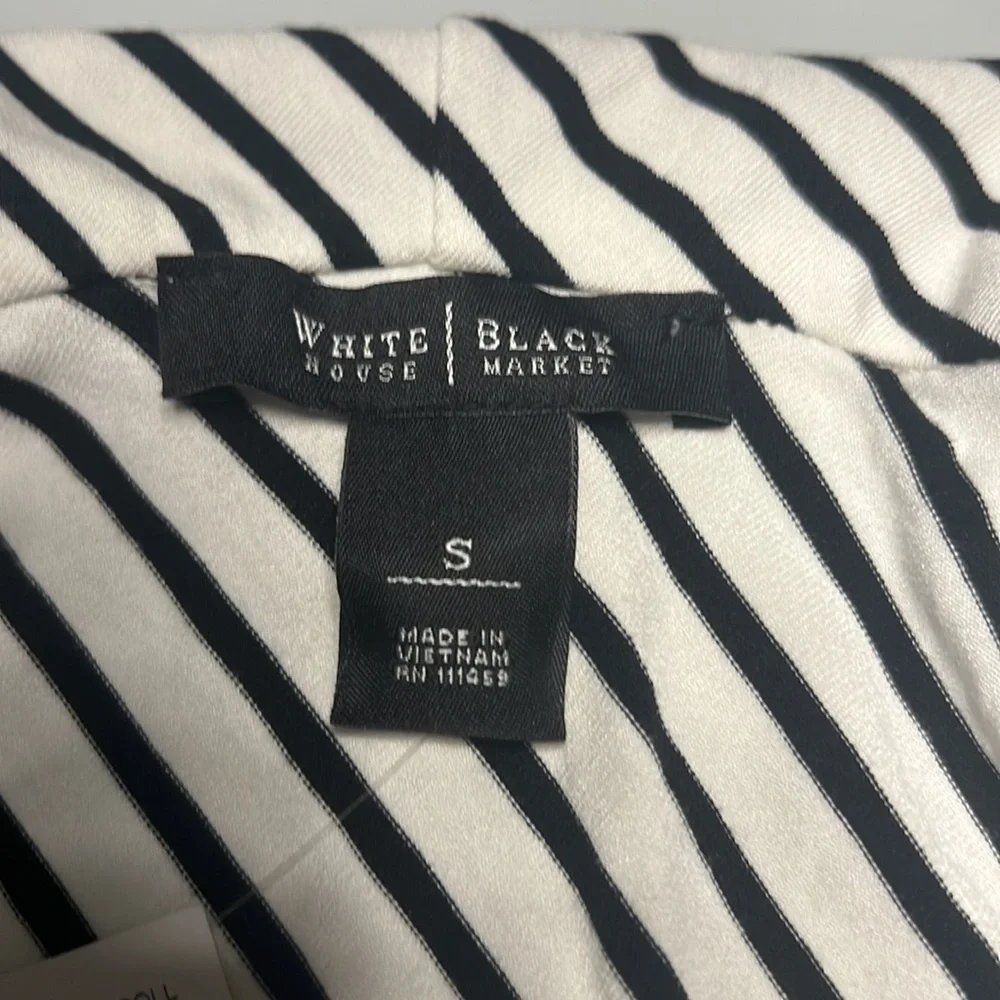 WHITE | BLACK
HOUSE | MARKET
S
MADE IN
VIETNAM
RN 111459